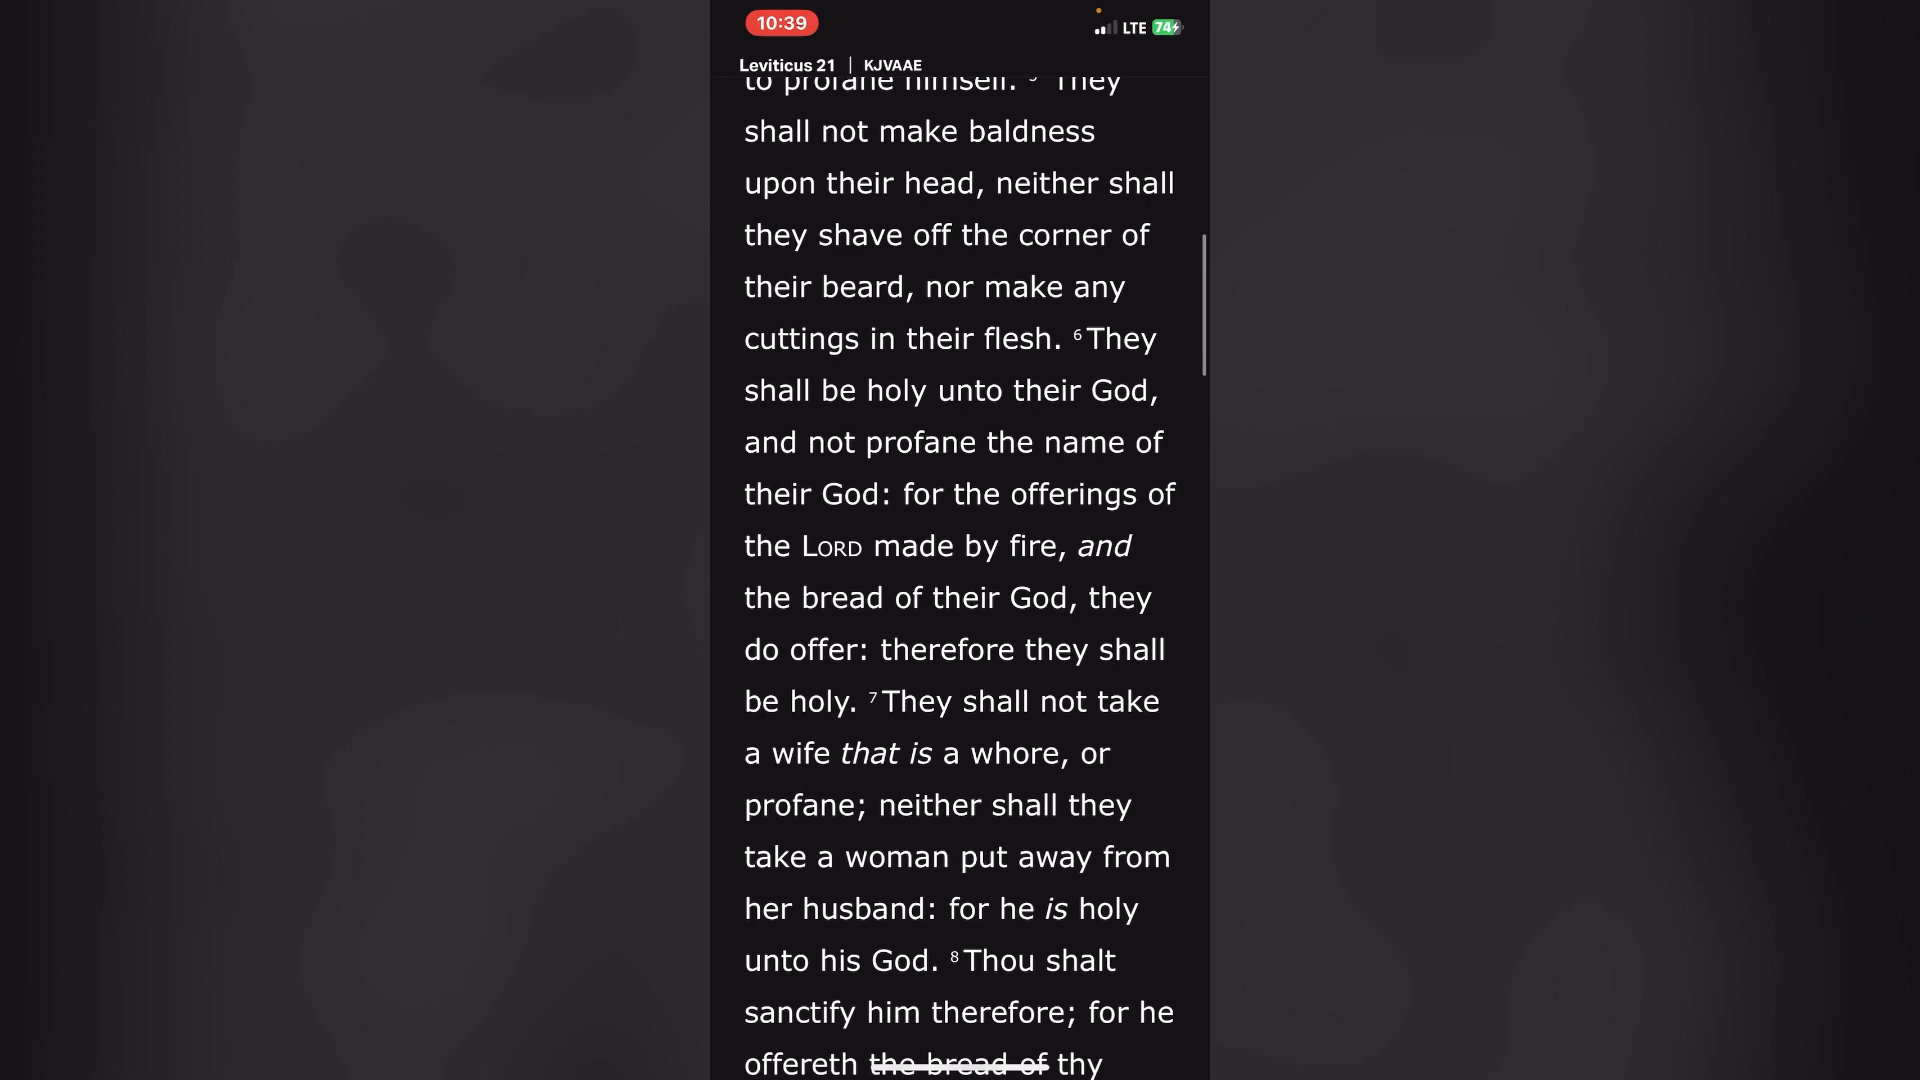 10:39
LTE 74
Leviticus 21 | KJVAAE
to profane himself. 5 They
shall not make baldness
upon their head, neither shall
they shave off the corner of
their beard, nor make any
cuttings in their flesh. 6 They
shall be holy unto their God,
and not profane the name of
their God: for the offerings of
the LORD made by fire, and
the bread of their God, they
do offer: therefore they shall
be holy. 7 They shall not take
a wife that is a whore, or
profane; neither shall they
take a woman put away from
her husband: for he is holy
unto his God. 8 Thou shalt
sanctify him therefore; for he
offereth the bread of thy